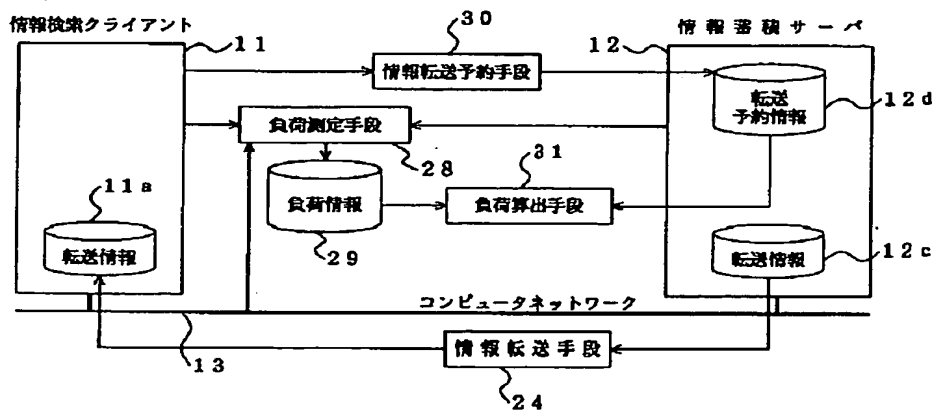 情報検索クライアント
11
30
12
情報蓄積サーバ
情報転送予約手段
転送
予約情報
12d
負荷測定手段
28
31
11a
負荷情報
負荷算出手段
29
転送情報
転送情報
12c
コンピュータネットワーク
13
情報転送手段
24